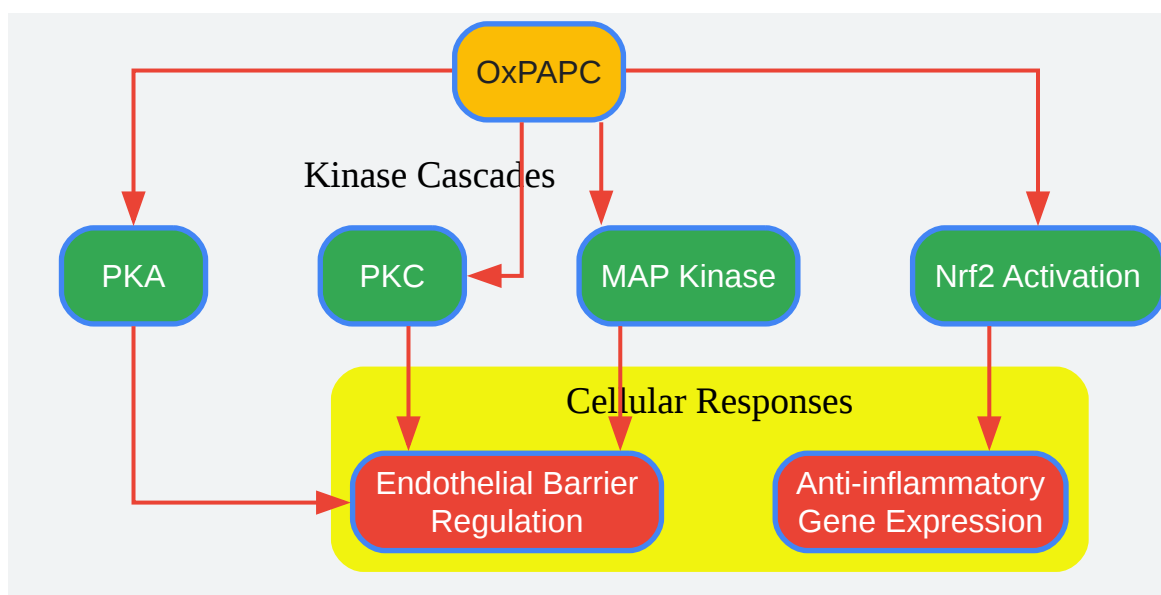 OxPAPC
Kinase Cascades
PKA
PKC
MAP Kinase
Nrf2 Activation
Cellular Responses
Endothelial Barrier
Regulation
Anti-inflammatory
Gene Expression